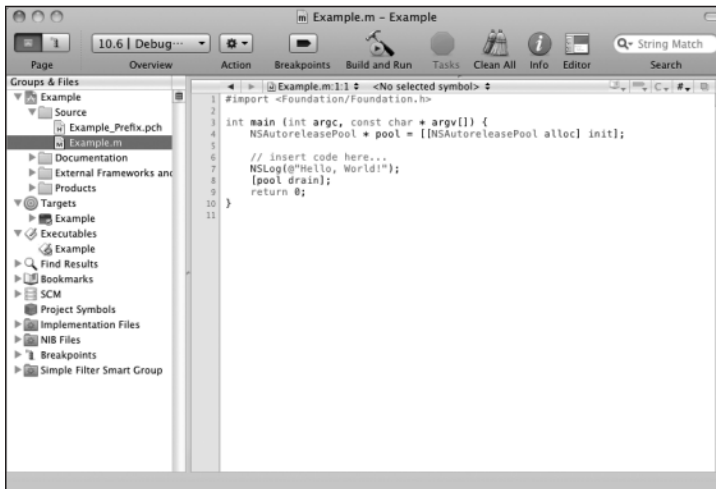 Example.m – Example
10.6 | Debug···
Page
Overview
Action
Breakpoints
Build and Run
Tasks
Clean All
Info
Editor
String Match
Search
Groups & Files
Example
Source
Example_Prefix.pch
Example.m
Documentation
External Frameworks and
Products
Targets
Example
Executables
Example
Find Results
Bookmarks
SCM
Project Symbols
Implementation Files
NIB Files
Breakpoints
Simple Filter Smart Group
Example.m:1:1 <No selected symbol>
C #
1 #import <Foundation/Foundation.h>
2
3 int main (int argc, const char * argv[]) {
4 NSAutoreleasePool * pool = [[NSAutoreleasePool alloc] init];
5
6 // insert code here...
7 NSLog(@"Hello, World!");
8 [pool drain];
9 return 0;
10 }
11